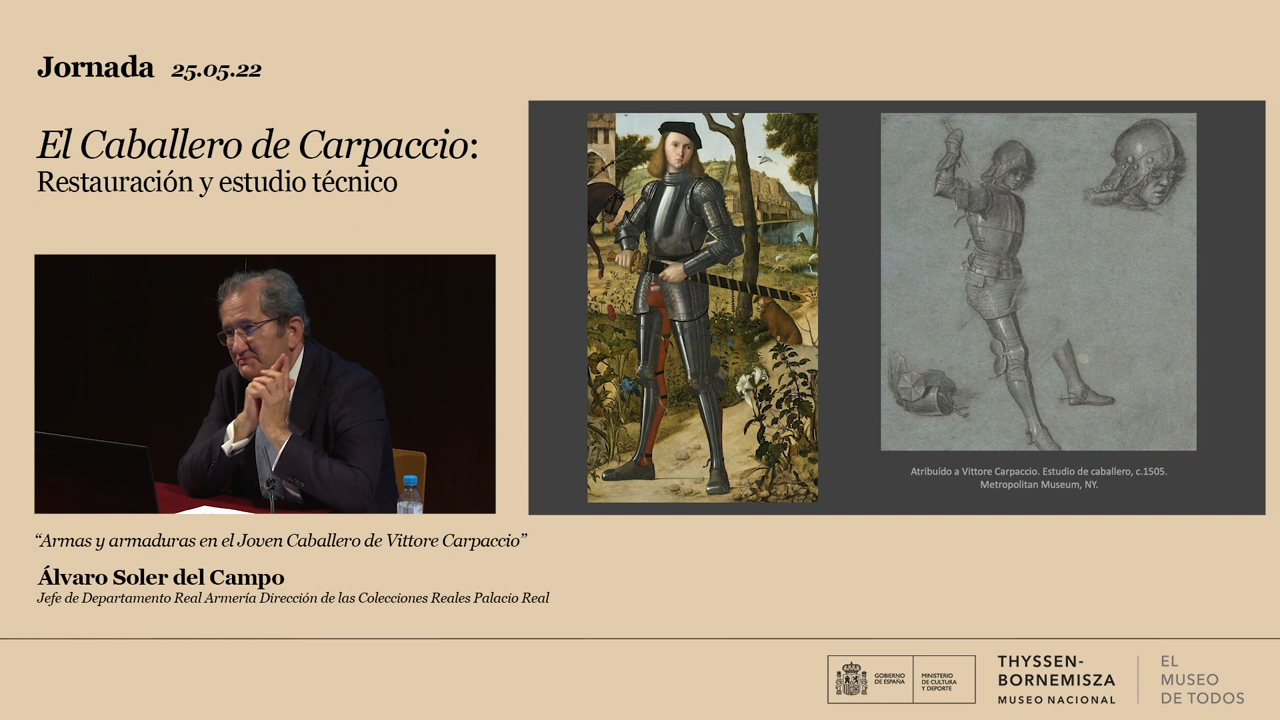 Jornada 25.05.22
El Caballero de Carpaccio:
Restauración y estudio técnico
Atribuído a Vittore Carpaccio. Estudio de caballero, c.1505.
Metropolitan Museum, NY.
“Armas y armaduras en el Joven Caballero de Vittore Carpaccio”
Álvaro Soler del Campo
Jefe de Departamento Real Armería Dirección de las Colecciones Reales Palacio Real
GOBIERNO
DE ESPAÑA
MINISTERIO
DE CULTURA
Y DEPORTE
THYSSEN-
BORNEMISZA
MUSEO NACIONAL
EL
MUSEO
DE TODOS